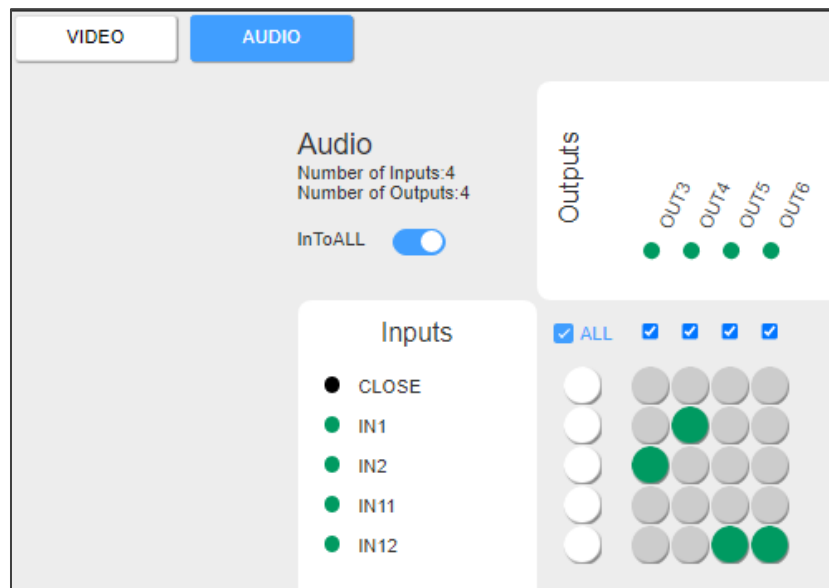 VIDEO
AUDIO
Audio
Number of Inputs:4
Number of Outputs:4
InToALL
Outputs
OUT3
OUT4
OUT5
OUT6
Inputs
ALL
CLOSE
IN1
IN2
IN11
IN12